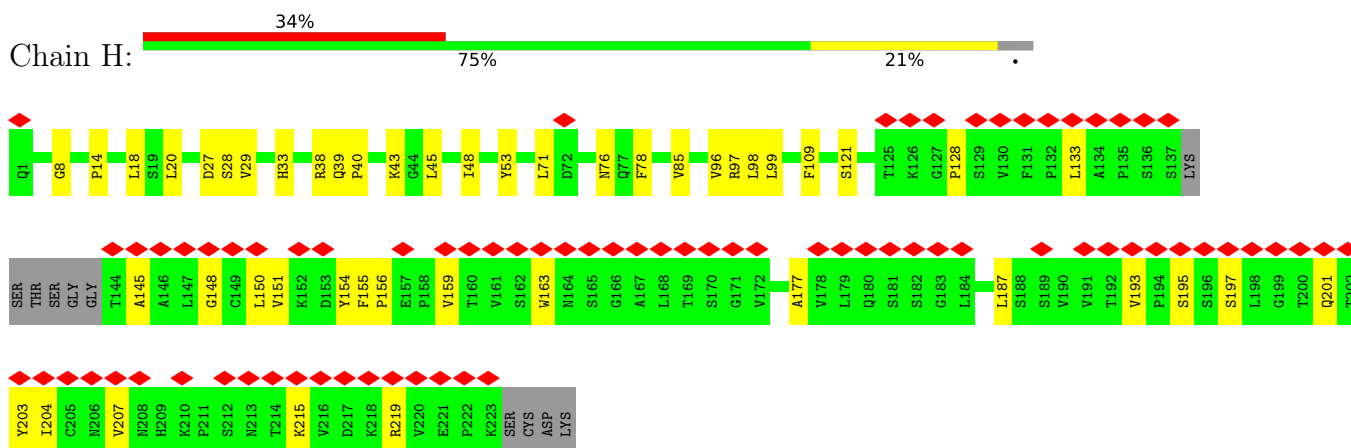 34%
Chain H:
75% 21% •
Q1 G8 P14 L18 S19 L20 D27 S28 V29 H33 R38 Q39 P40 K43 G44 L45 I48 Y53 L71 D72 N76 Q77 F78 V85 V96 R97 L98 L99 F109 S121 T125 K126 G127 P128 S129 V130 F131 P132 L133 A134 P135 S136 S137 LYS
SER THR SER GLY GLY T144 A145 A146 L147 G148 C149 L150 V151 K152 D153 Y154 F155 P156 E157 P158 V159 T160 V161 S162 W163 N164 S165 G166 A167 L168 T169 S170 G171 V172 A177 V178 L179 Q180 S181 S182 G183 L184 L187 S188 S189 V190 V191 T192 V193 P194 S195 S196 S197 L198 G199 T200 Q201 T202
Y203 I204 C205 N206 V207 N208 H209 K210 P211 S212 N213 T214 K215 V216 D217 K218 R219 V220 E221 P222 K223 SER CYS ASP LYS